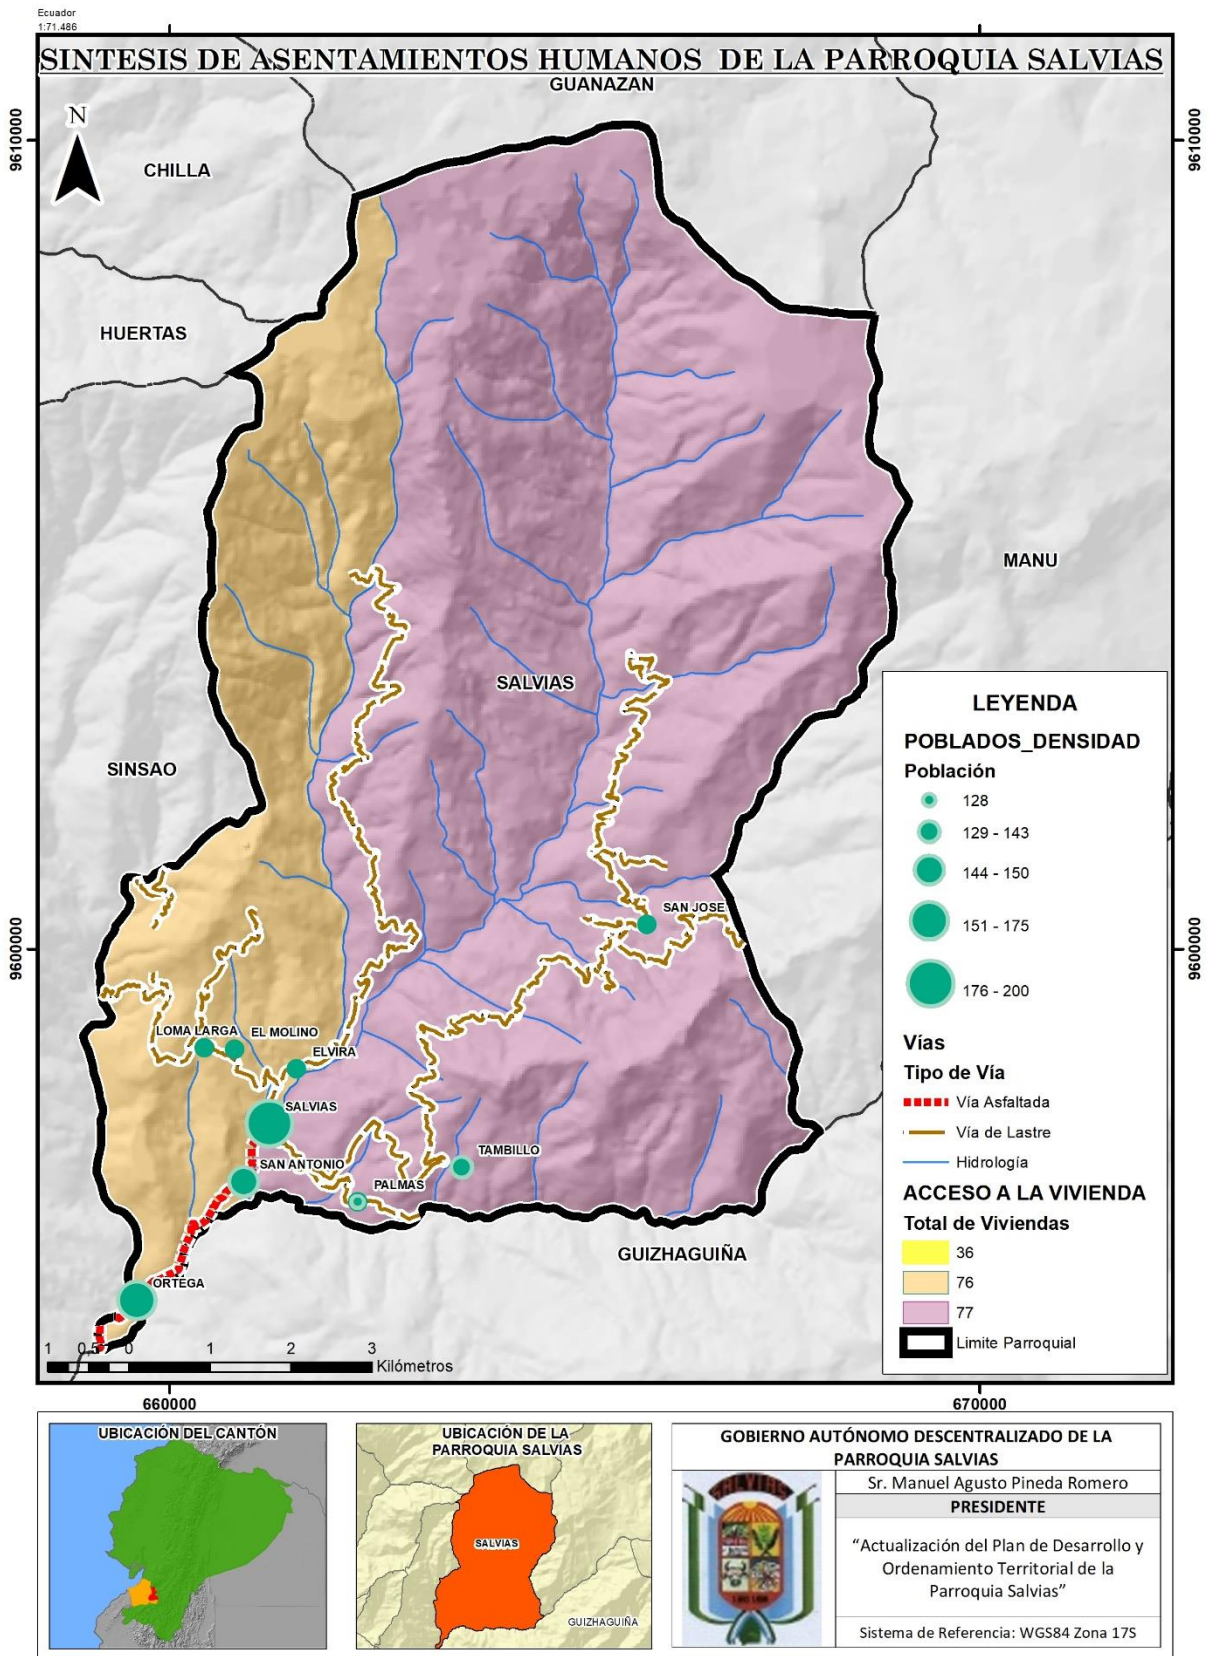 Ecuador
1:71.486
SINTESIS DE ASENTAMIENTOS HUMANOS DE LA PARROQUIA SALVIAS
GUANAZAN
N
9610000
9610000
CHILLA
HUERTAS
MANU
SALVIAS
SINSAO
SAN JOSE
9600000
9600000
LOMA LARGA
EL MOLINO
ELVIRA
SALVIAS
SAN ANTONIO
TAMBILLO
PALMAS
GUIZHAGUIÑA
ORTEGA
1 0,5 0 1 2 3
Kilómetros
LEYENDA
POBLADOS_DENSIDAD
Población
128
129 - 143
144 - 150
151 - 175
176 - 200
Vías
Tipo de Vía
Vía Asfaltada
Vía de Lastre
Hidrología
ACCESO A LA VIVIENDA
Total de Viviendas
36
76
77
Limite Parroquial
660000
670000
UBICACIÓN DEL CANTÓN
UBICACIÓN DE LA
PARROQUIA SALVIAS
SALVIAS
GUIZHAGUIÑA
GOBIERNO AUTÓNOMO DESCENTRALIZADO DE LA
PARROQUIA SALVIAS
Sr. Manuel Agusto Pineda Romero
PRESIDENTE
"Actualización del Plan de Desarrollo y
Ordenamiento Territorial de la
Parroquia Salvias"
Sistema de Referencia: WGS84 Zona 17S
SALVIAS